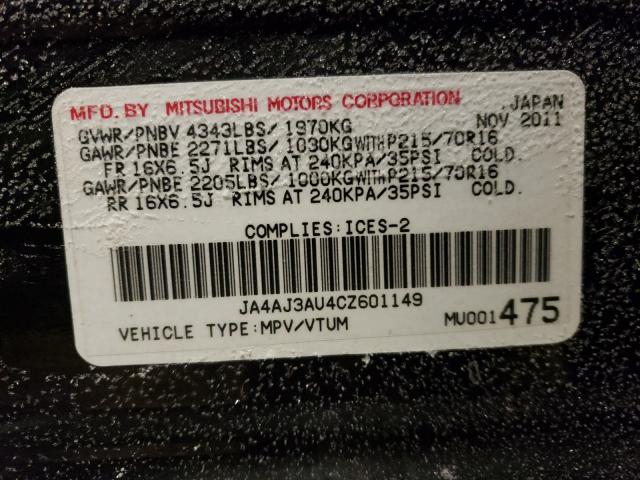 MFD. BY MITSUBISHI MOTORS CORPORATION JAPAN
GVWR/PNBV 4343LBS/ 1970KG NOV 2011
GAWR/PNBE 2271LBS/ 1030KGWITHP215/70R16
FR 16X6.5J RIMS AT 240KPA/35PSI COLD.
GAWR/PNBE 2205LBS/ 1000KGWITHP215/70R16
RR 16X6.5J RIMS AT 240KPA/35PSI COLD.
COMPLIES:ICES-2
JA4AJ3AU4CZ601149
VEHICLE TYPE:MPV/VTUM MU001475